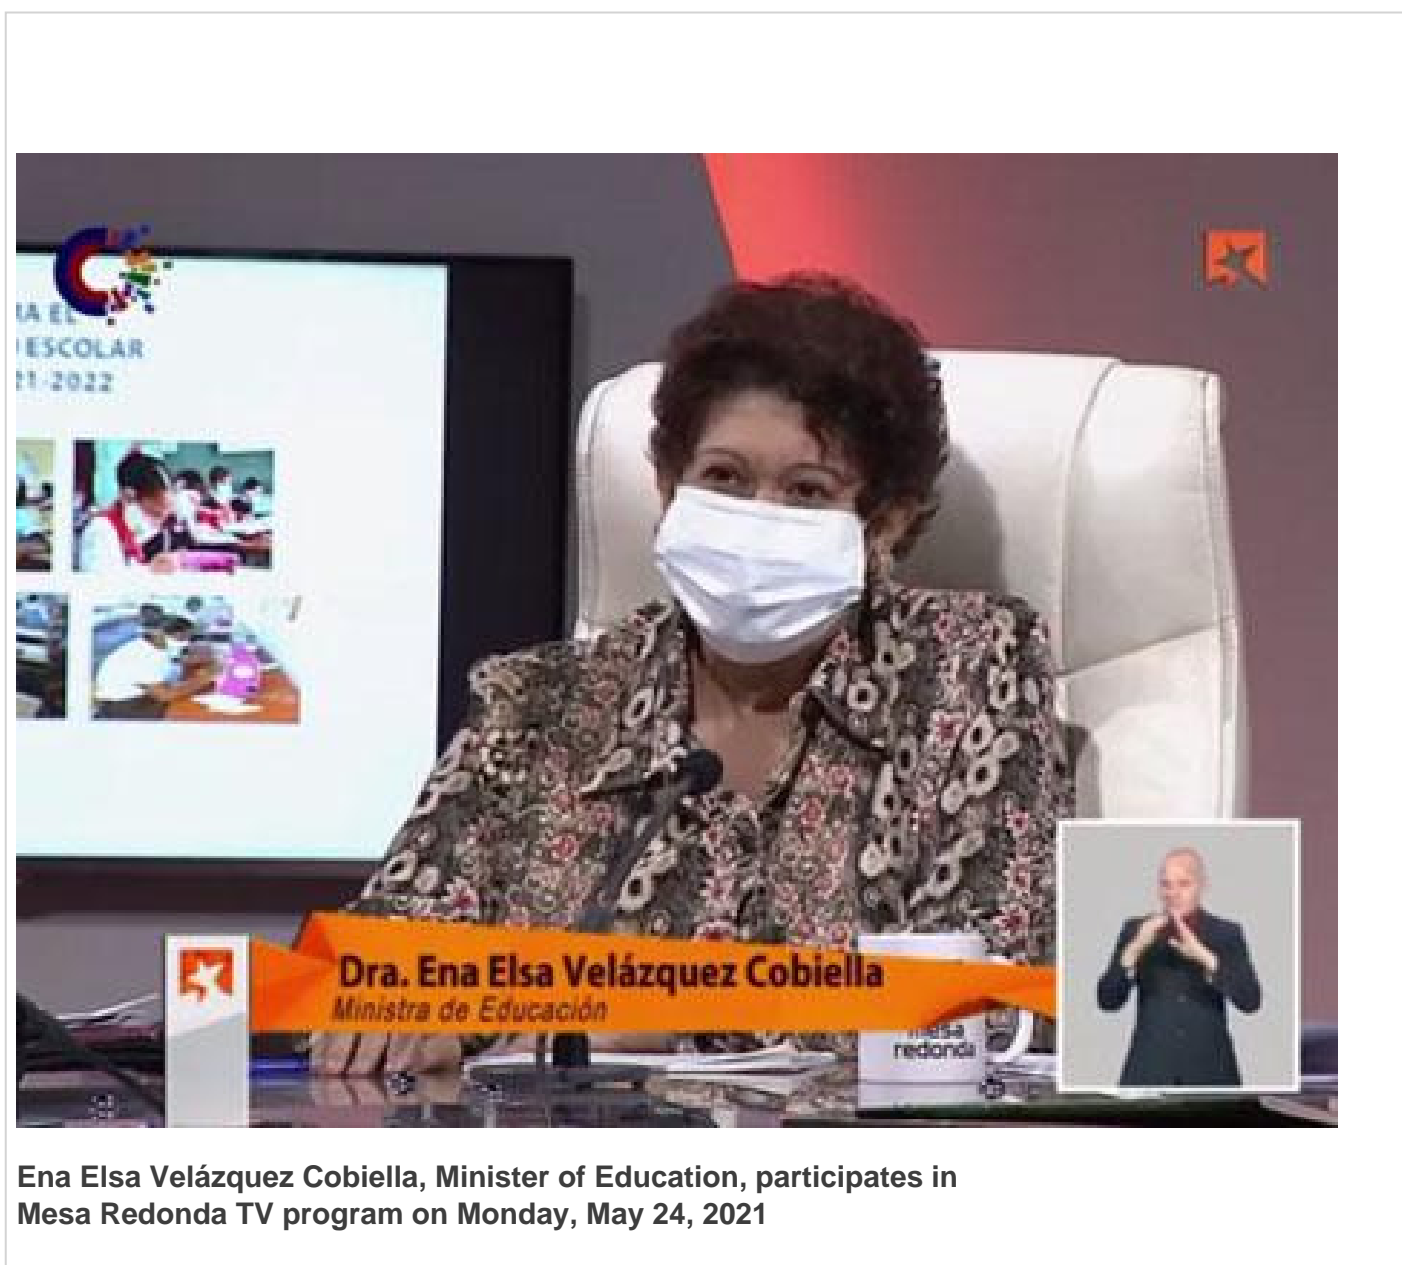 RA EL
ESCOLAR
21-2022
Dra. Ena Elsa Velázquez Cobiella
Ministra de Educación
mesa
redonda
Ena Elsa Velázquez Cobiella, Minister of Education, participates in
Mesa Redonda TV program on Monday, May 24, 2021